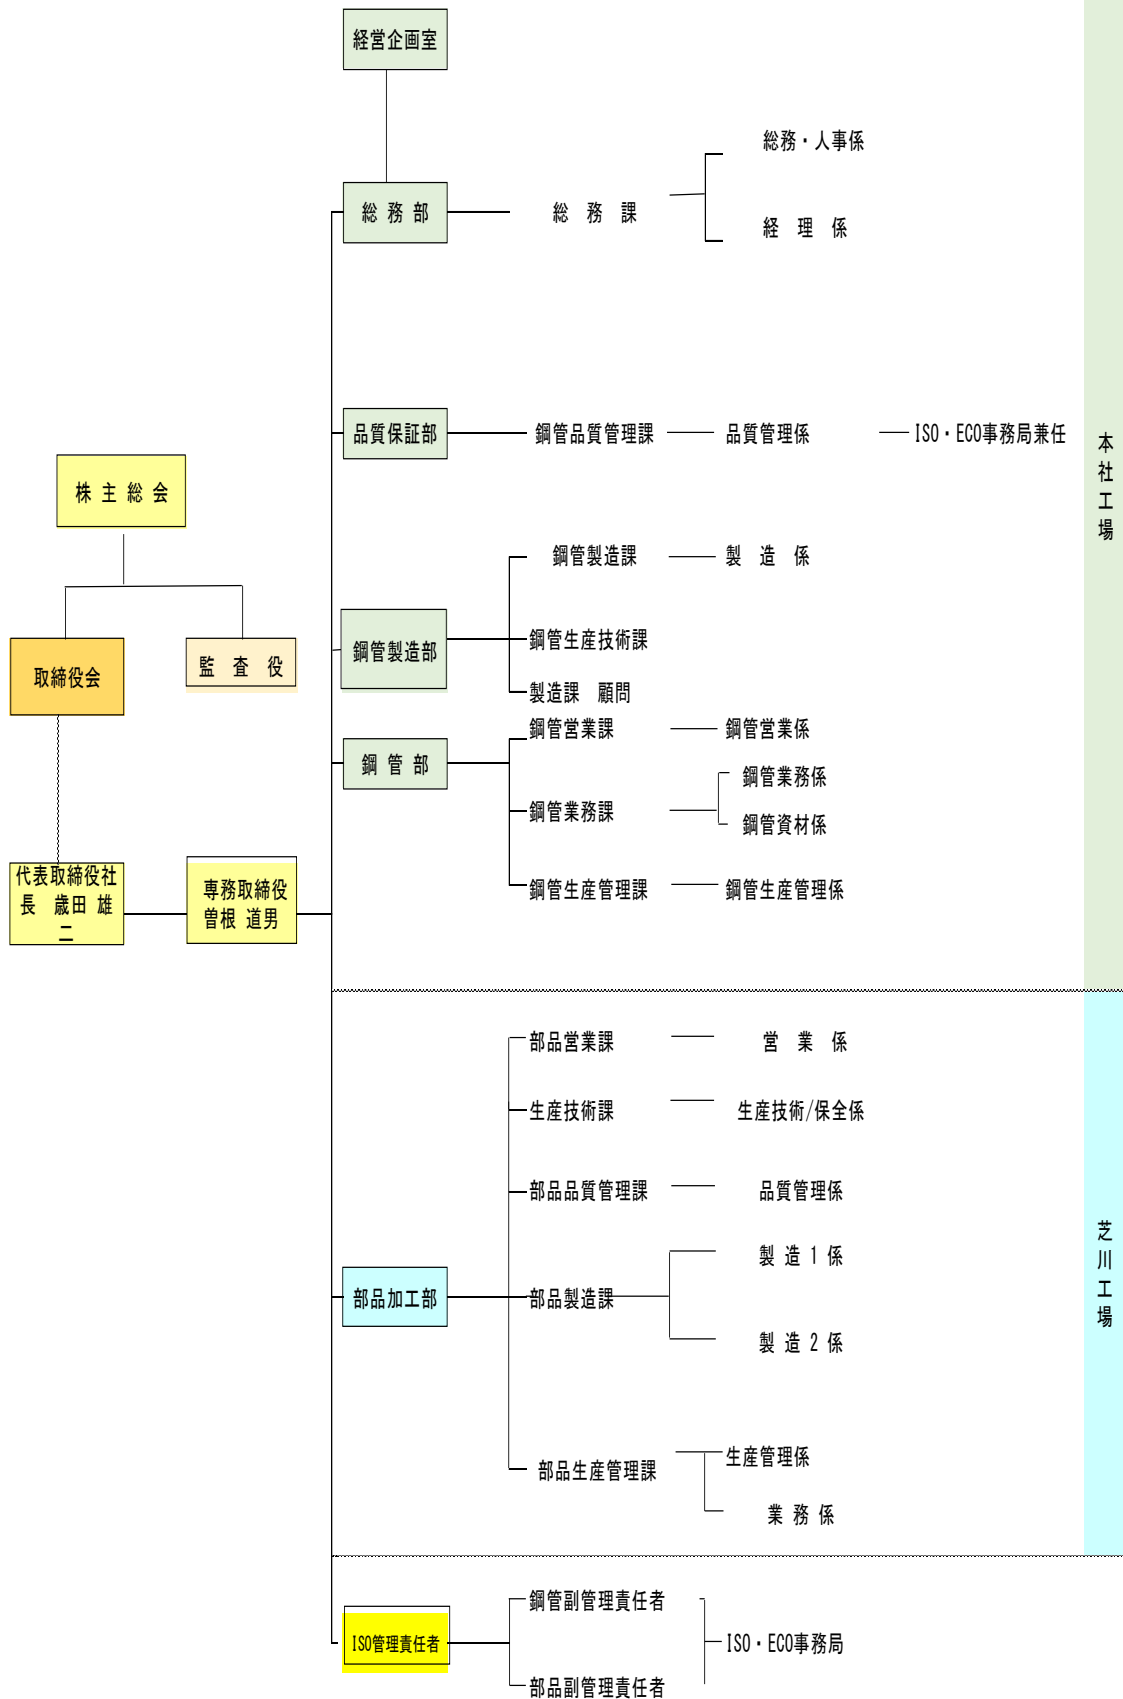 経営企画室
総務・人事係
総 務 部
総 務 課
経 理 係
品質保証部
鋼管品質管理課
品質管理係
ISO・ECO事務局兼任
本社工場
株 主 総 会
鋼管製造課
製 造 係
鋼管製造部
鋼管生産技術課
取締役会
監 査 役
製造課 顧問
鋼管営業課
鋼管営業係
鋼 管 部
鋼管業務係
鋼管業務課
鋼管資材係
代表取締役社
長 歳田 雄
二
専務取締役
曽根 道男
鋼管生産管理課
鋼管生産管理係
部品営業課
営 業 係
生産技術課
生産技術/保全係
部品品質管理課
品質管理係
芝川工場
製 造 1 係
部品加工部
部品製造課
製 造 2 係
生産管理係
部品生産管理課
業 務 係
鋼管副管理責任者
ISO管理責任者
ISO・ECO事務局
部品副管理責任者